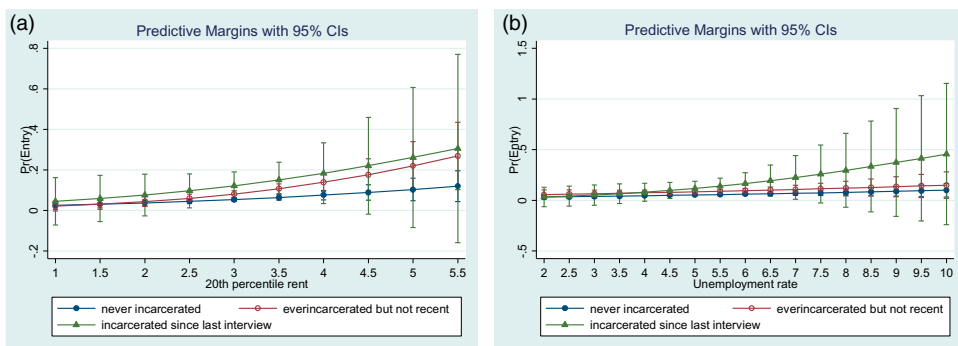 (a)
Predictive Margins with 95% CIs
Pr(Entry)
.8
.6
.4
.2
0
-.2
1 1.5 2 2.5 3 3.5 4 4.5 5 5.5
20th percentile rent
never incarcerated
everincarcerated but not recent
incarcerated since last interview
(b)
Predictive Margins with 95% CIs
Pr(Entry)
1.5
1
.5
0
-.5
2 2.5 3 3.5 4 4.5 5 5.5 6 6.5 7 7.5 8 8.5 9 9.5 10
Unemployment rate
never incarcerated
everincarcerated but not recent
incarcerated since last interview